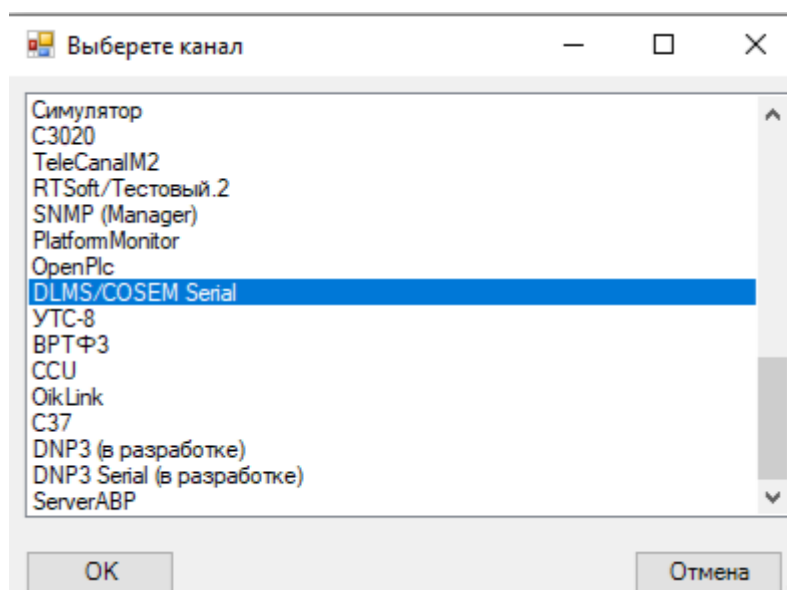 Выберете канал
Симулятор
C3020
TeleCanalM2
RTSoft/Тестовый.2
SNMP (Manager)
PlatformMonitor
OpenPlc
DLMS/COSEM Serial
УТС-8
ВРТФ3
CCU
OikLink
C37
DNP3 (в разработке)
DNP3 Serial (в разработке)
ServerABP
OK
Отмена